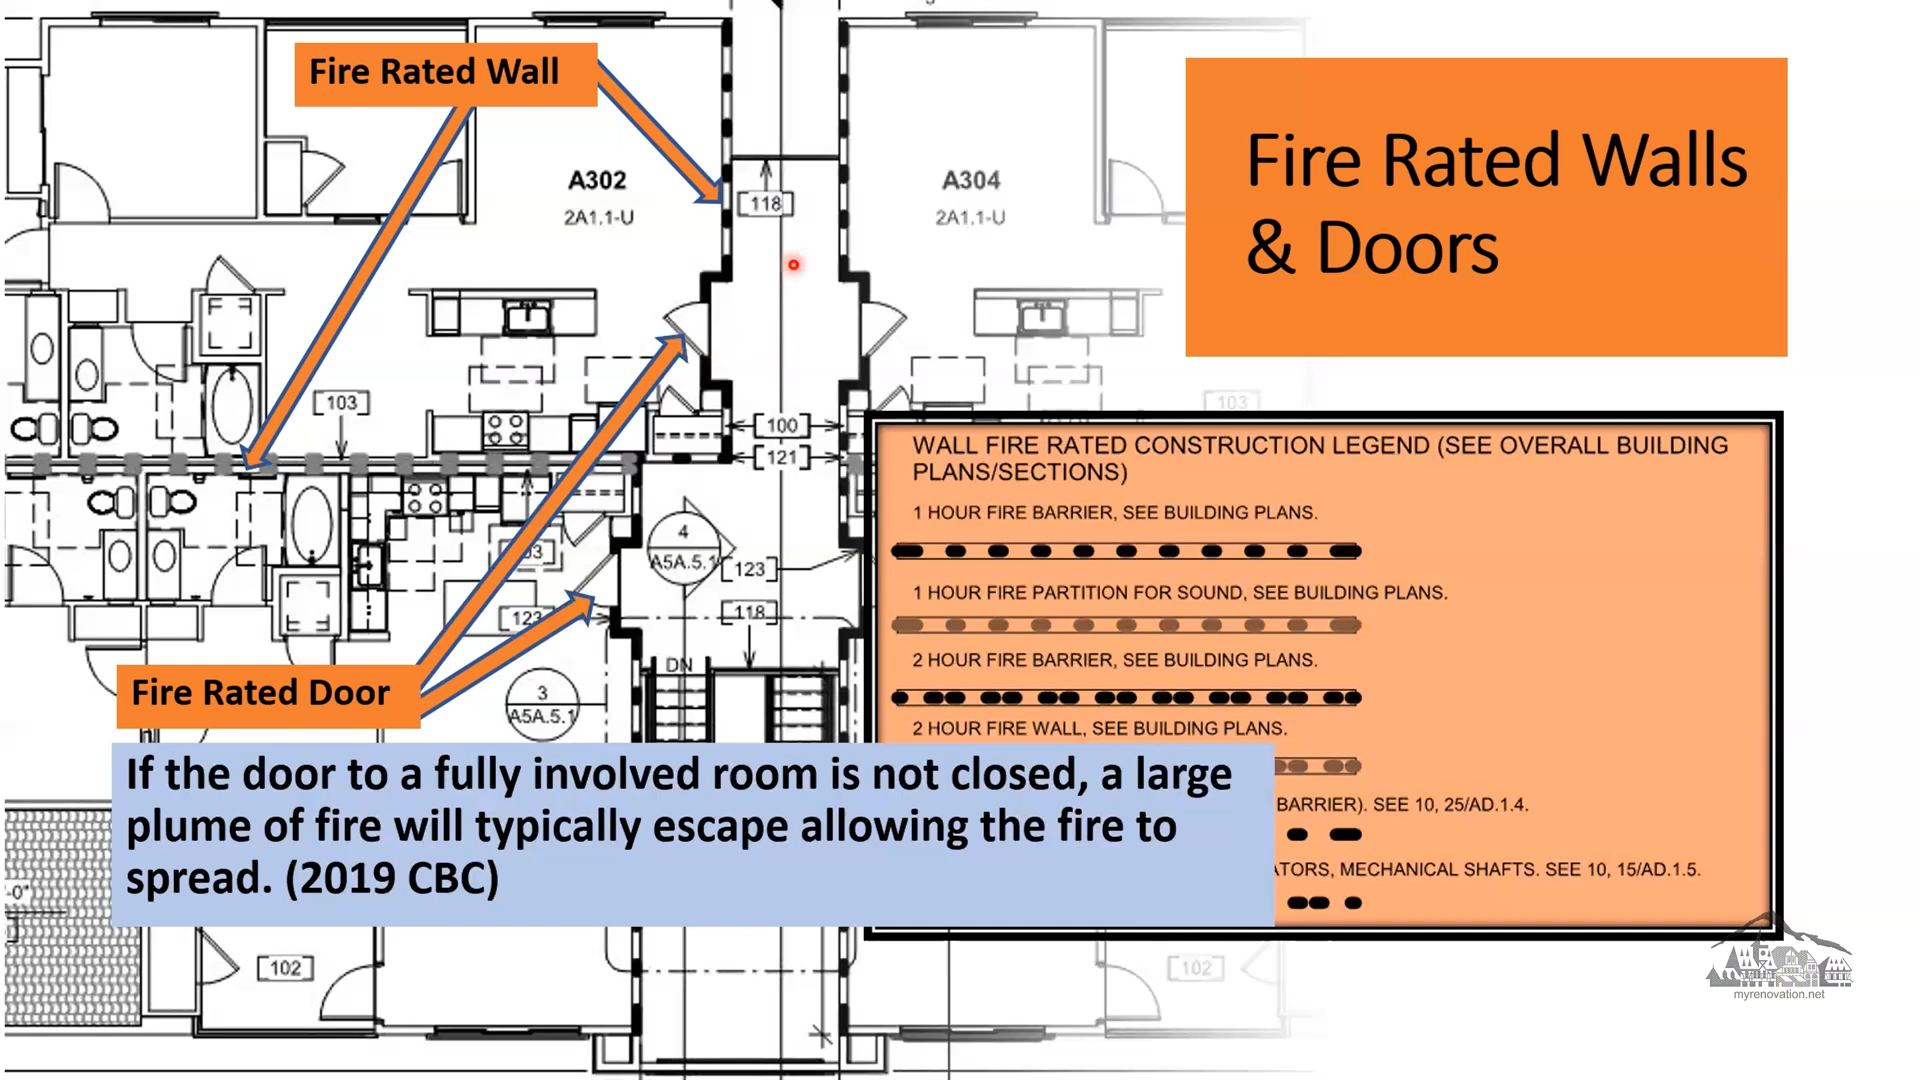 Fire Rated Wall
Fire Rated Walls
& Doors
A302
2A1.1-U
118
A304
2A1.1-U
103
103
100
121
WALL FIRE RATED CONSTRUCTION LEGEND (SEE OVERALL BUILDING
PLANS/SECTIONS)
1 HOUR FIRE BARRIER, SEE BUILDING PLANS.
4
A5A.5.1
123
1 HOUR FIRE PARTITION FOR SOUND, SEE BUILDING PLANS.
123
118
2 HOUR FIRE BARRIER, SEE BUILDING PLANS.
DN
Fire Rated Door
3
A5A.5.1
2 HOUR FIRE WALL, SEE BUILDING PLANS.
If the door to a fully involved room is not closed, a large
plume of fire will typically escape allowing the fire to
spread. (2019 CBC)
BARRIER). SEE 10, 25/AD.1.4.
MECHANICAL SHAFTS. SEE 10, 15/AD.1.5.
102
102
myrenovation.net